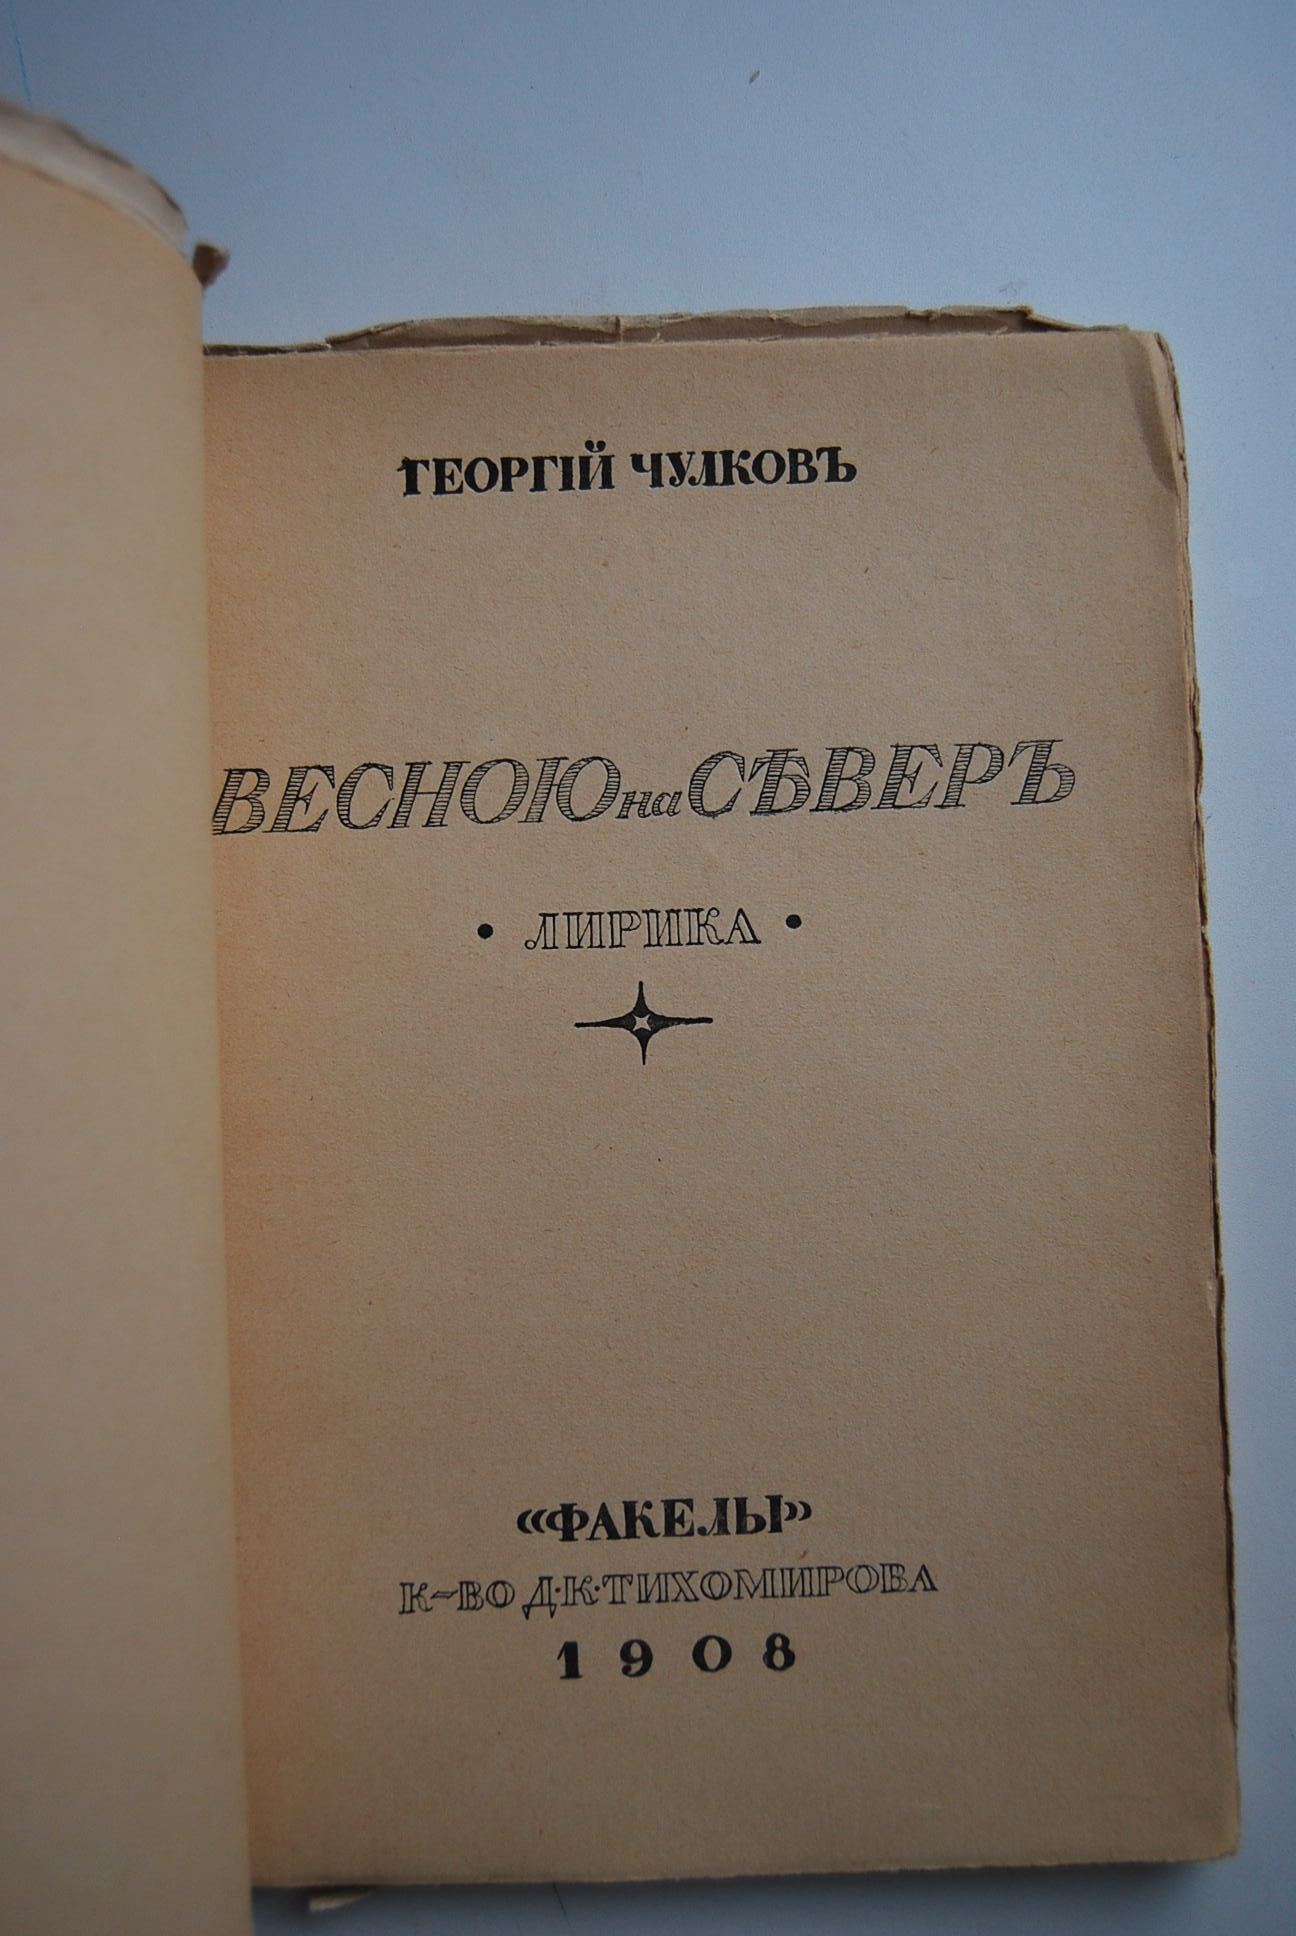 ГЕОРГІЙ ЧУЛКОВЪ
ВЕСНОЮ на СѢВЕРЪ
• ЛИРИКА •
«ФАКЕЛЫ»
К-ВО Д·К·ТИХОМИРОВА
1908